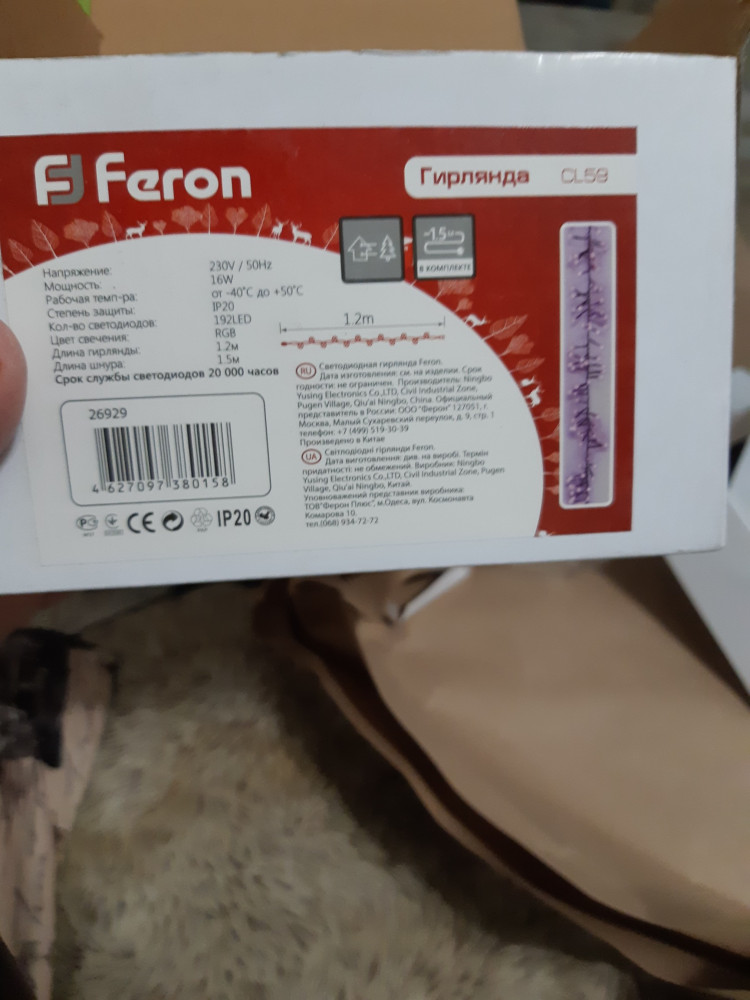 Feron
Гирлянда CL59
~1.5м
В КОМПЛЕКТЕ
Напряжение: 230V / 50Hz
Мощность: 16W
Рабочая темп-ра: от -40˚С до +50˚С
Степень защиты: IP20
Кол-во светодиодов: 192LED
Цвет свечения: RGB
Длина гирлянды: 1.2м
Длина шнура: 1.5м
Срок службы светодиодов 20 000 часов
1.2m
26929
4 627097 380158
CE IP20
RU Светодиодная гирлянда Feron.
Дата изготовления: см. на изделии. Срок
годности: не ограничен. Производитель: Ningbo
Yusing Electronics Co.,LTD, Civil Industrial Zone,
Pugen Village, Qiu'ai Ningbo, China. Официальный
представитель в России: ООО "Ферон" 127051, г.
Москва, Малый Сухаревский переулок, д. 9, стр. 1
телефон: +7 (499) 519-30-39
Произведено в Китае
UA Світлодіодні гірлянди Feron.
Дата виготовлення: див. на виробі. Термін
придатності: не обмежений. Виробник: Ningbo
Yusing Electronics Co.,LTD, Civil Industrial Zone, Pugen
Village, Qiu'ai Ningbo, Китай.
Уповноважений представник виробника:
ТОВ"Ферон Плюс", м.Одеса, вул. Космонавта
Комарова 10.
тел.(068) 934-72-72